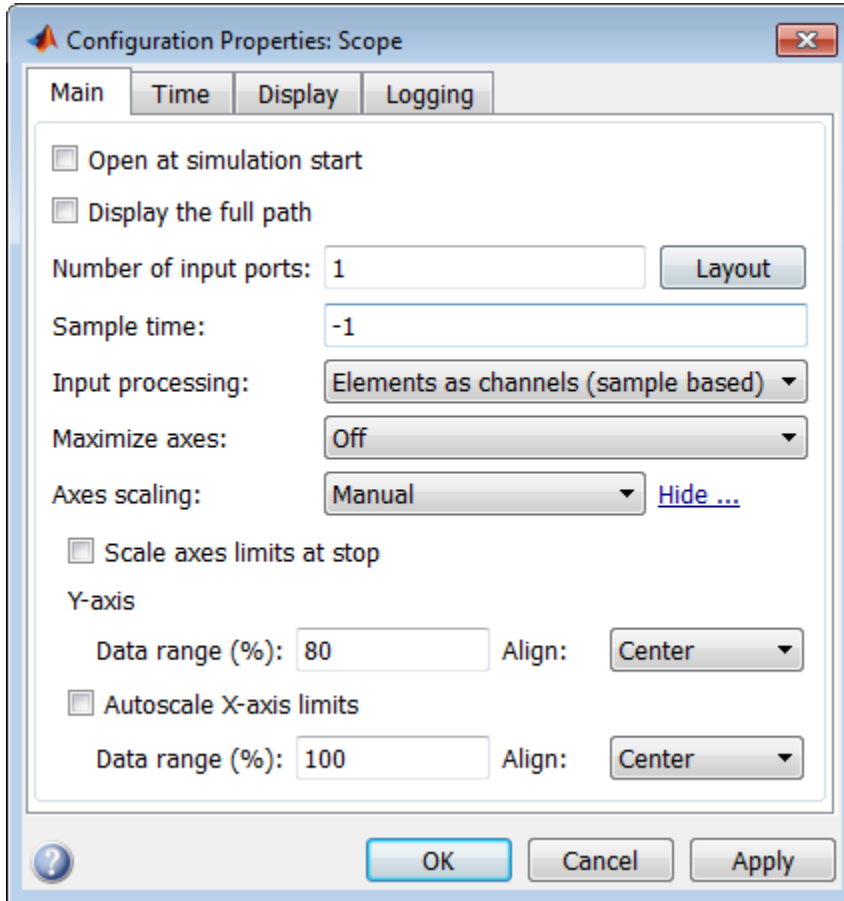 Configuration Properties: Scope
Main Time Display Logging
Open at simulation start
Display the full path
Number of input ports: 1 Layout
Sample time: -1
Input processing: Elements as channels (sample based)
Maximize axes: Off
Axes scaling: Manual Hide ...
Scale axes limits at stop
Y-axis
Data range (%): 80 Align: Center
Autoscale X-axis limits
Data range (%): 100 Align: Center
? OK Cancel Apply